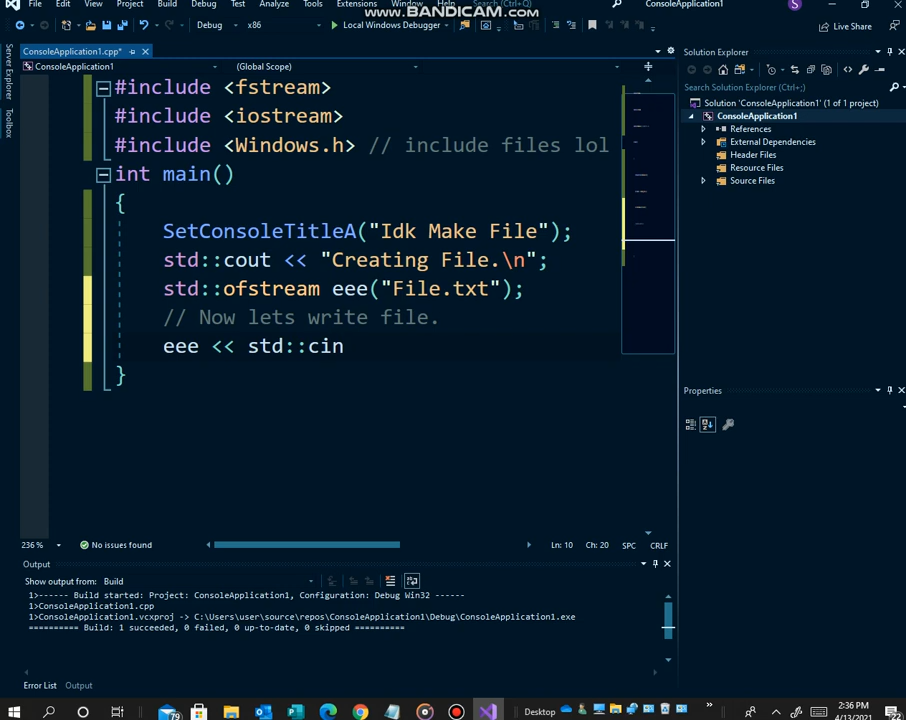 File Edit View Project Build Debug Test Analyze Tools Extensions Window Help Search (Ctrl+Q) ConsoleApplication1 S
www.BANDICAM.com
Debug x86 Local Windows Debugger Live Share
Server Explorer
Toolbox
ConsoleApplication1.cpp*
ConsoleApplication1 (Global Scope)
#include <fstream>
#include <iostream>
#include <Windows.h> // include files lol
int main()
{
SetConsoleTitleA("Idk Make File");
std::cout << "Creating File.\n";
std::ofstream eee("File.txt");
// Now lets write file.
eee << std::cin
}
236 % No issues found Ln: 10 Ch: 20 SPC CRLF
Output
Show output from: Build
1>------ Build started: Project: ConsoleApplication1, Configuration: Debug Win32 ------
1>ConsoleApplication1.cpp
1>ConsoleApplication1.vcxproj -> C:\Users\user\source\repos\ConsoleApplication1\Debug\ConsoleApplication1.exe
========== Build: 1 succeeded, 0 failed, 0 up-to-date, 0 skipped ==========
Error List Output
Solution Explorer
Search Solution Explorer (Ctrl+;)
Solution 'ConsoleApplication1' (1 of 1 project)
ConsoleApplication1
References
External Dependencies
Header Files
Resource Files
Source Files
Properties
79 Desktop 2:36 PM
4/13/2021 22